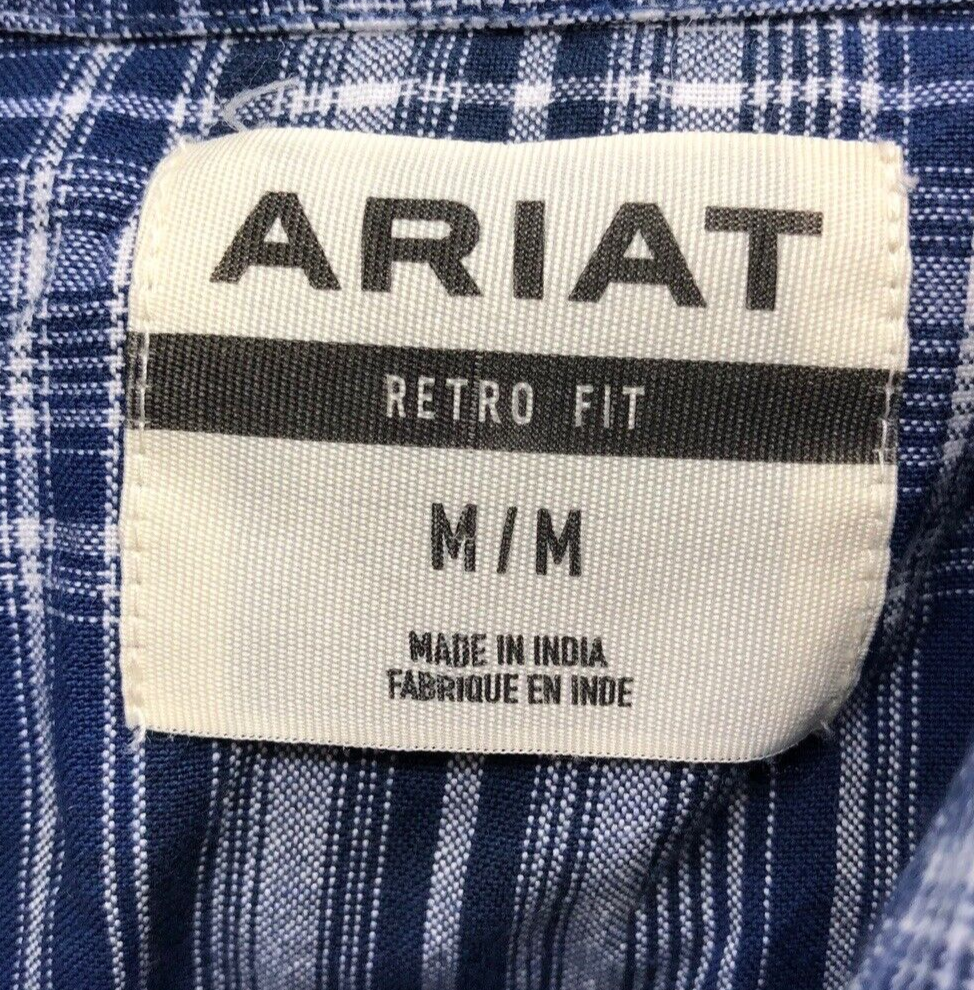 ARIAT
RETRO FIT
M/M
MADE IN INDIA
FABRIQUE EN INDE